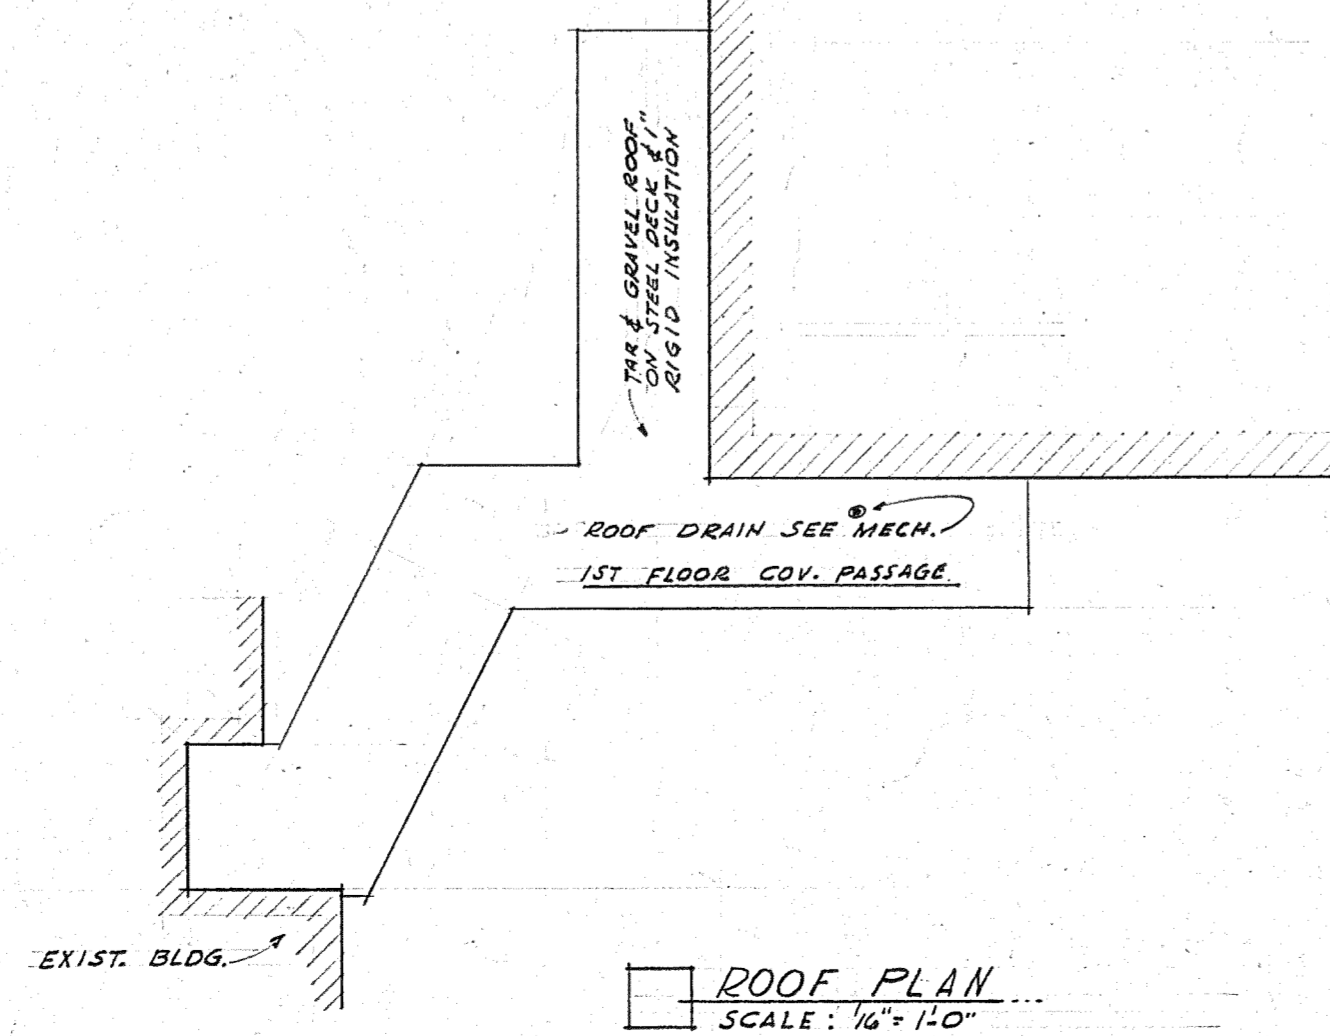 TAR & GRAVEL ROOF
ON STEEL DECK & 1"
RIGID INSULATION
ROOF DRAIN SEE MECH.
1ST FLOOR COV. PASSAGE
EXIST. BLDG.
ROOF PLAN
SCALE: 1/16" = 1'-0"